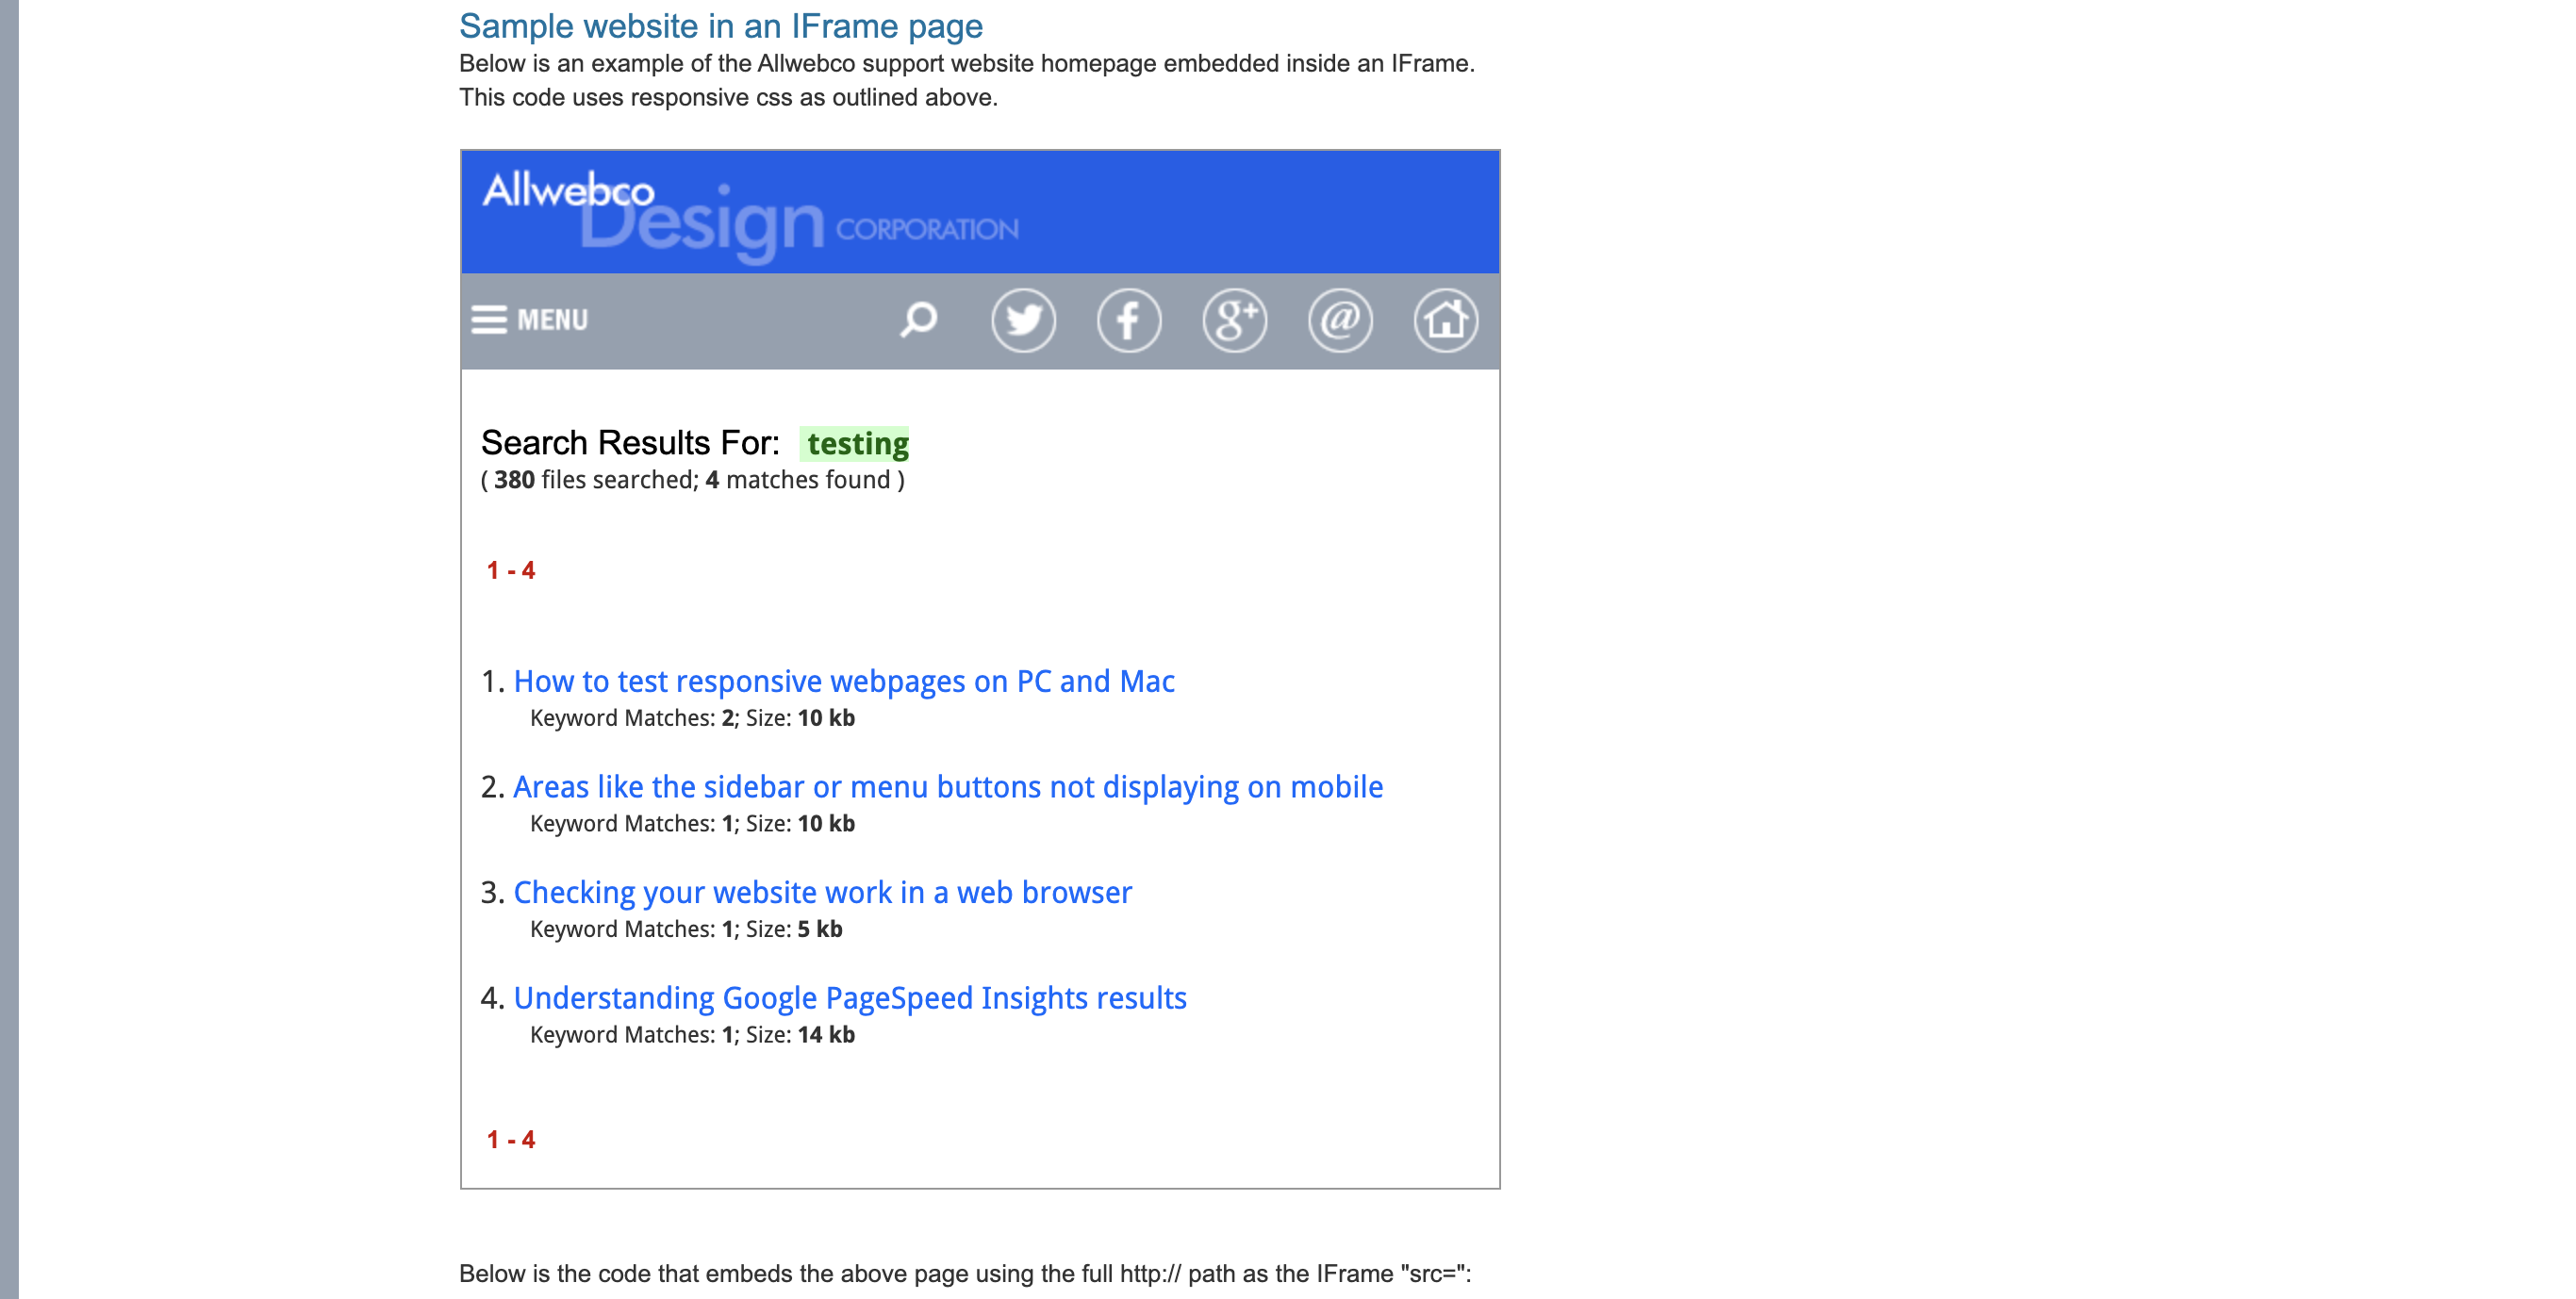 Sample website in an IFrame page
Below is an example of the Allwebco support website homepage embedded inside an IFrame.
This code uses responsive css as outlined above.
Allwebco
Design CORPORATION
MENU
Search Results For: testing
( 380 files searched; 4 matches found )
1 - 4
1. How to test responsive webpages on PC and Mac
Keyword Matches: 2; Size: 10 kb
2. Areas like the sidebar or menu buttons not displaying on mobile
Keyword Matches: 1; Size: 10 kb
3. Checking your website work in a web browser
Keyword Matches: 1; Size: 5 kb
4. Understanding Google PageSpeed Insights results
Keyword Matches: 1; Size: 14 kb
1 - 4
Below is the code that embeds the above page using the full http:// path as the IFrame "src=":